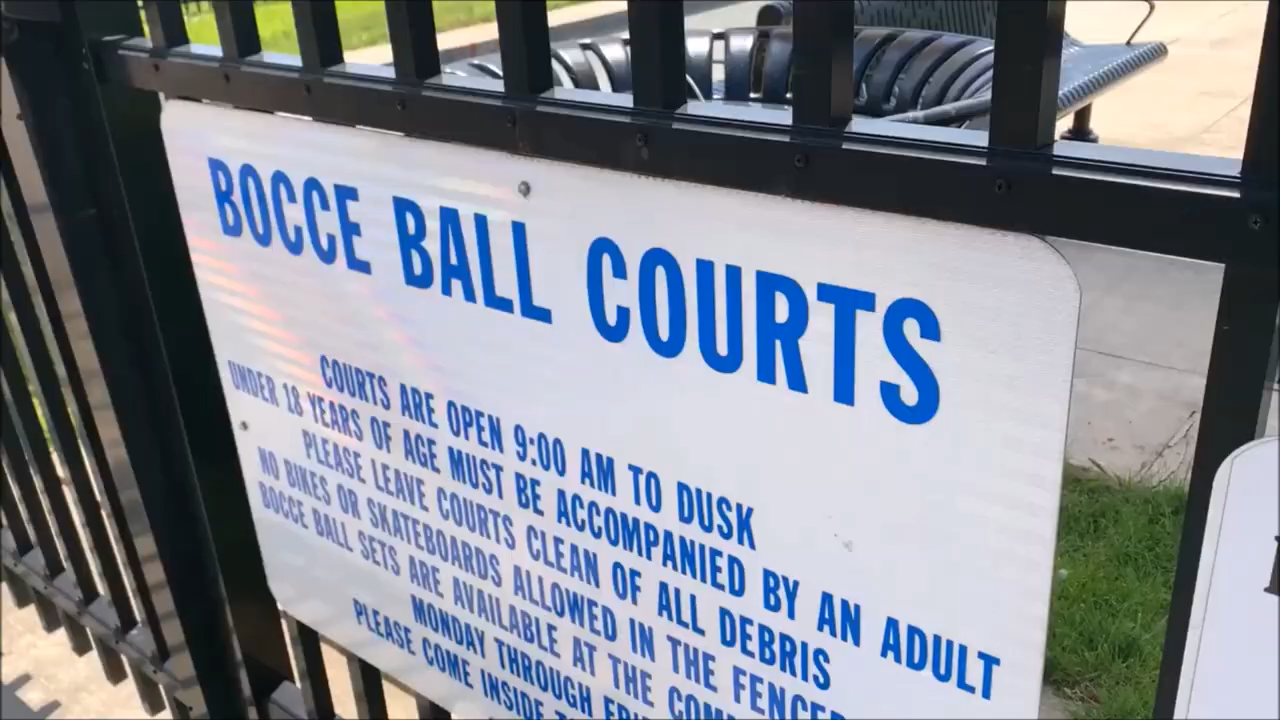 BOCCE BALL COURTS
COURTS ARE OPEN 9:00 AM TO DUSK
UNDER 18 YEARS OF AGE MUST BE ACCOMPANIED BY AN ADULT
PLEASE LEAVE COURTS CLEAN OF ALL DEBRIS
NO BIKES OR SKATEBOARDS ALLOWED IN THE
BOCCE BALL SETS ARE AVAILABLE AT THE
MONDAY THROUGH
PLEASE COME INSIDE